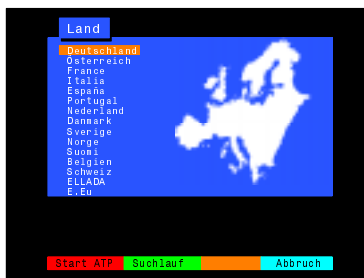 Land
Deutschland
Österreich
France
Italia
España
Portugal
Nederland
Danmark
Sverige
Norge
Suomi
Belgien
Schweiz
ELLADA
E.Eu
Start ATP Suchlauf Abbruch